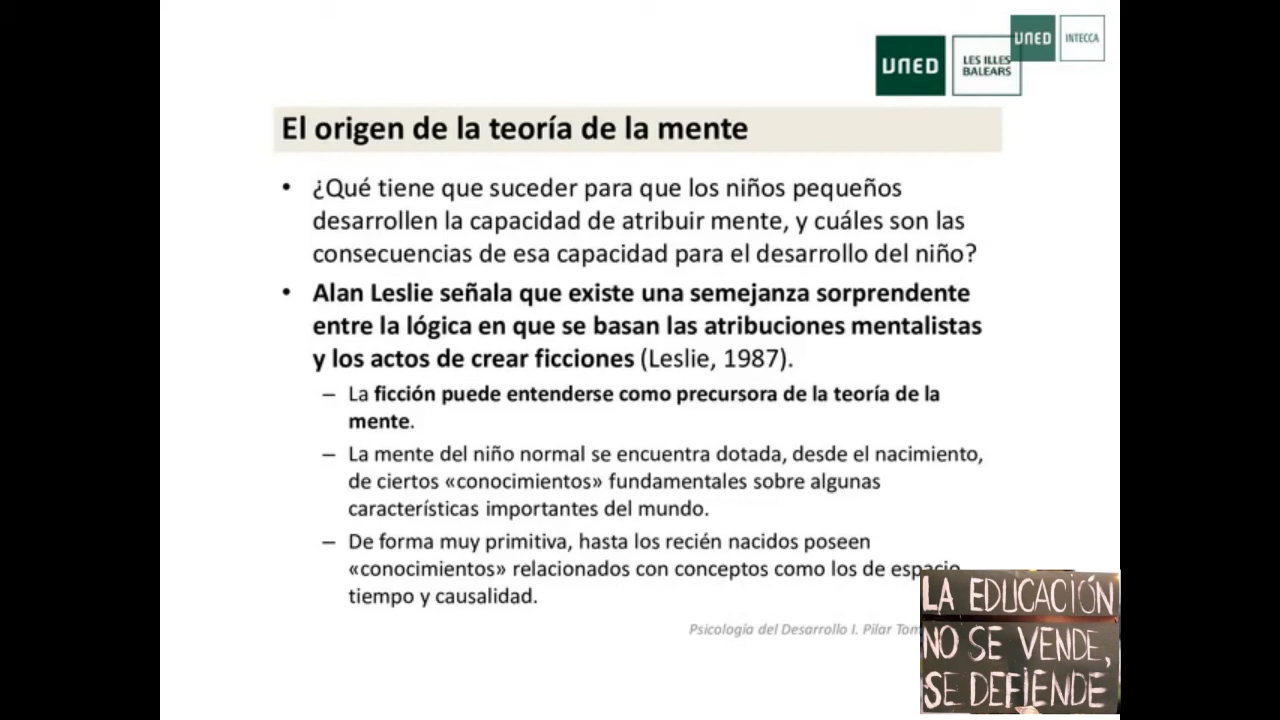 UNED
INTECCA
UNED
LES ILLES
BALEARS
El origen de la teoría de la mente
• ¿Qué tiene que suceder para que los niños pequeños
desarrollen la capacidad de atribuir mente, y cuáles son las
consecuencias de esa capacidad para el desarrollo del niño?
• Alan Leslie señala que existe una semejanza sorprendente
entre la lógica en que se basan las atribuciones mentalistas
y los actos de crear ficciones (Leslie, 1987).
– La ficción puede entenderse como precursora de la teoría de la
mente.
– La mente del niño normal se encuentra dotada, desde el nacimiento,
de ciertos «conocimientos» fundamentales sobre algunas
características importantes del mundo.
– De forma muy primitiva, hasta los recién nacidos poseen
«conocimientos» relacionados con conceptos como los de espacio,
tiempo y causalidad.
Psicología del Desarrollo I. Pilar
LA EDUCACIÓN
NO SE VENDE,
SE DEFIENDE